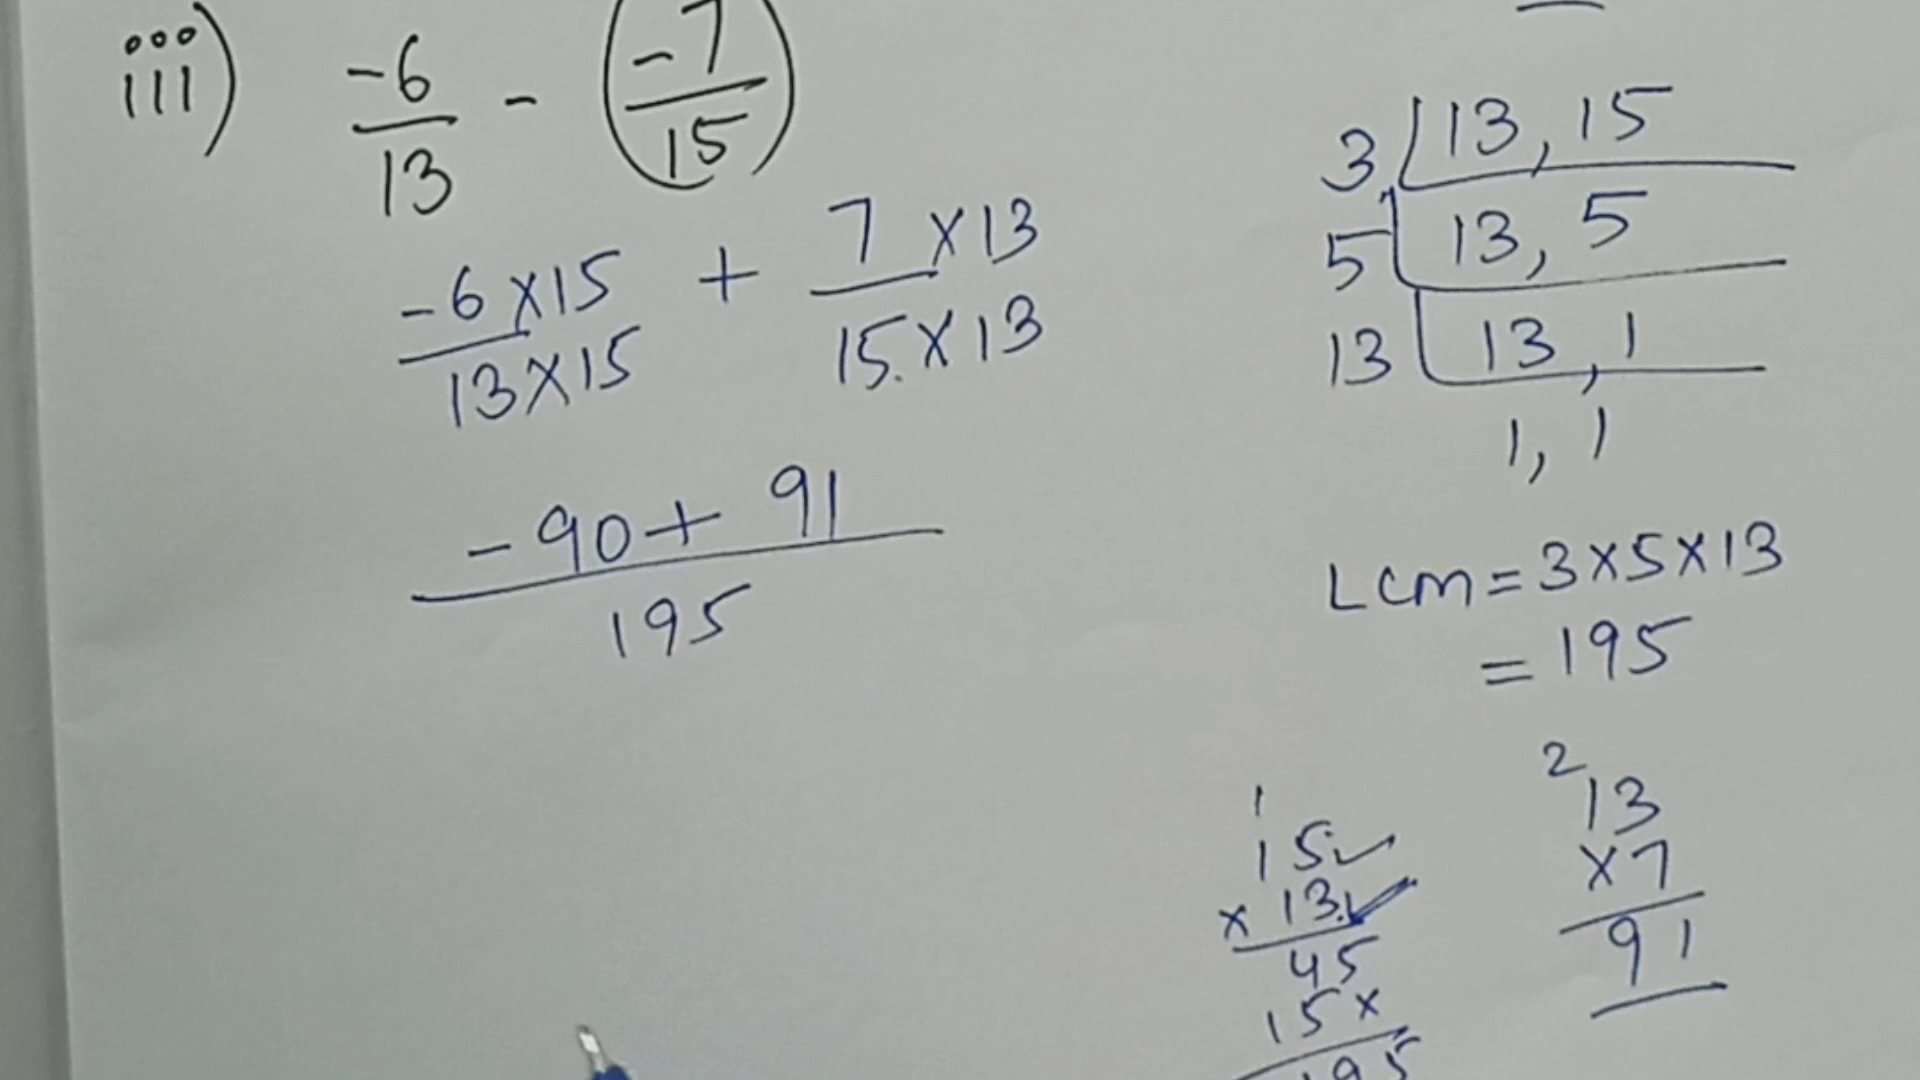 iii) -6/13 - (-7/15)
-6×15/13×15 + 7×13/15×13
-90+91/195
3 | 13, 15
5 | 13, 5
13 | 13, 1
1, 1
LCM = 3×5×13
= 195
2
13
×7
91
1
15
× 13
45
15×
195